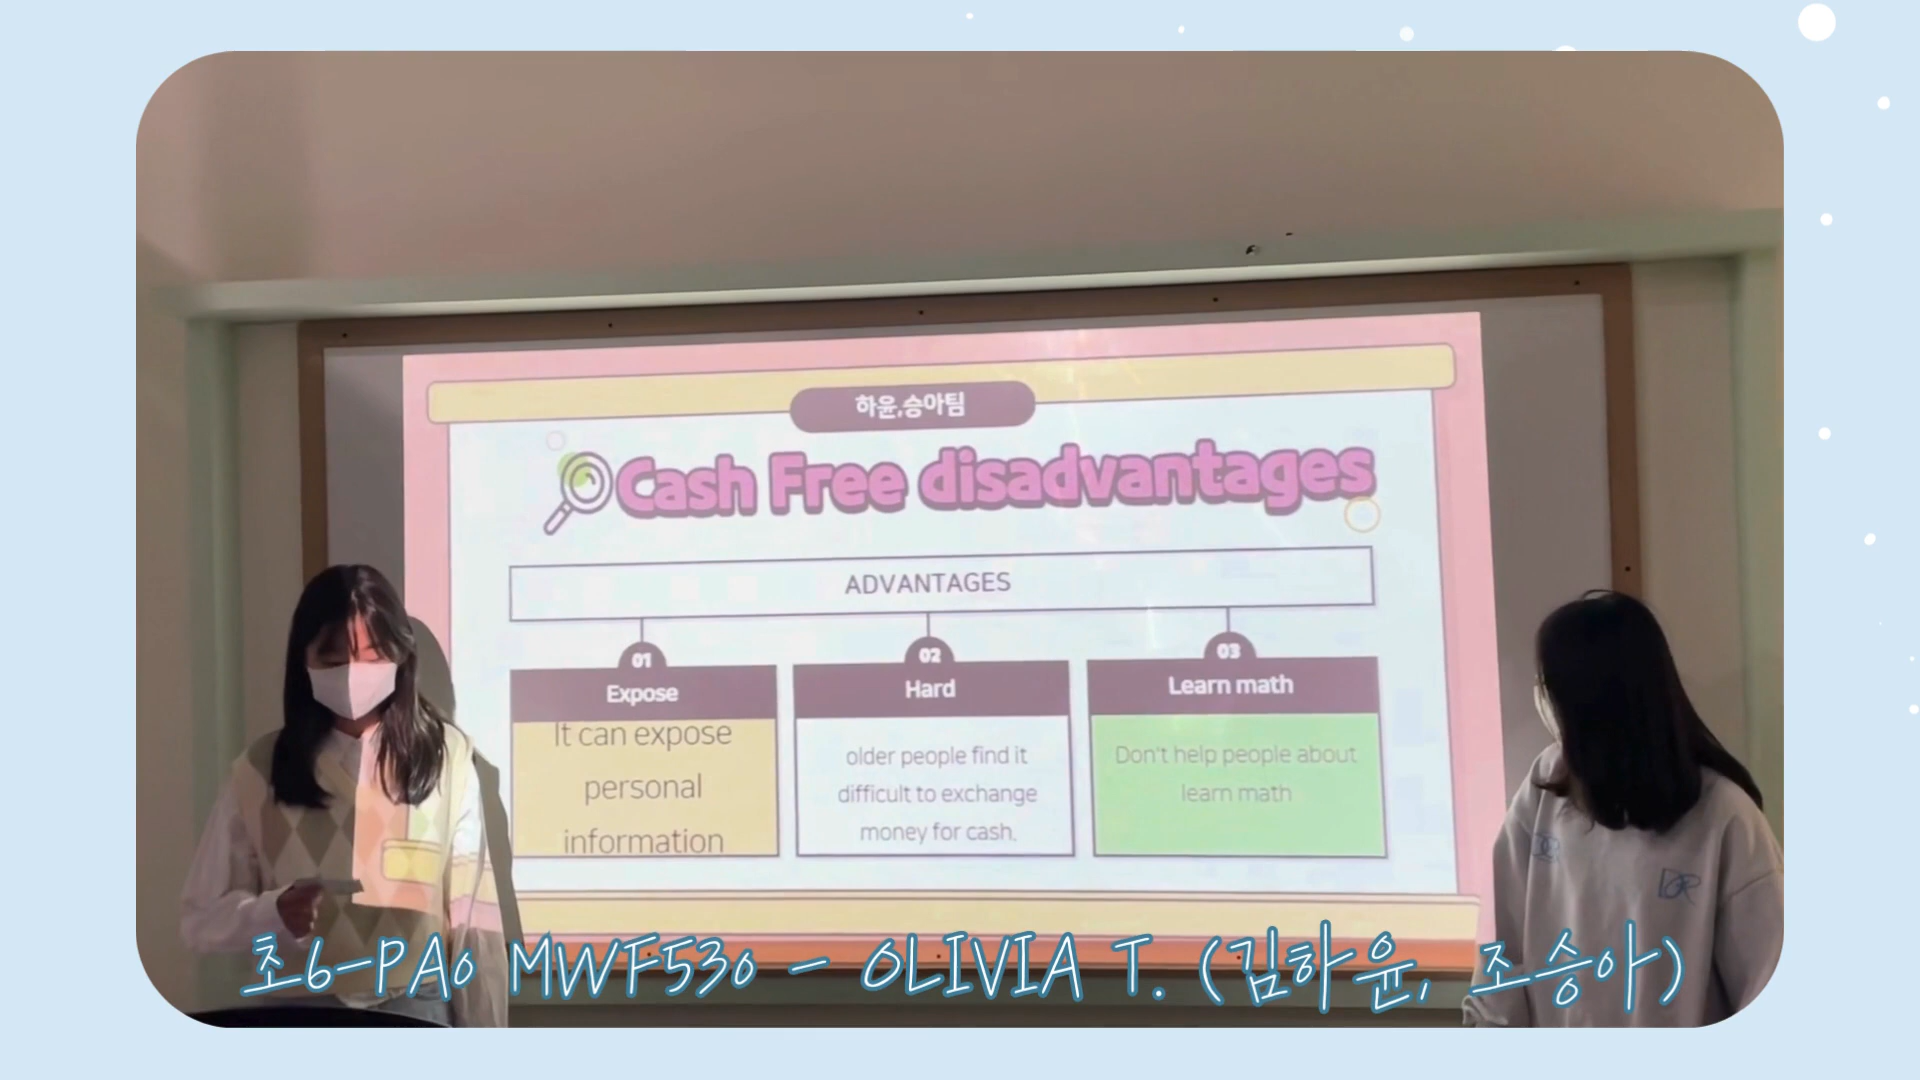 하윤,승아팀
Cash Free disadvantages
ADVANTAGES
01
Expose
It can expose
personal
information
02
Hard
older people find it
difficult to exchange
money for cash.
03
Learn math
Don't help people about
learn math
초6-PA0 MWF530 - OLIVIA T. (김하윤, 조승아)